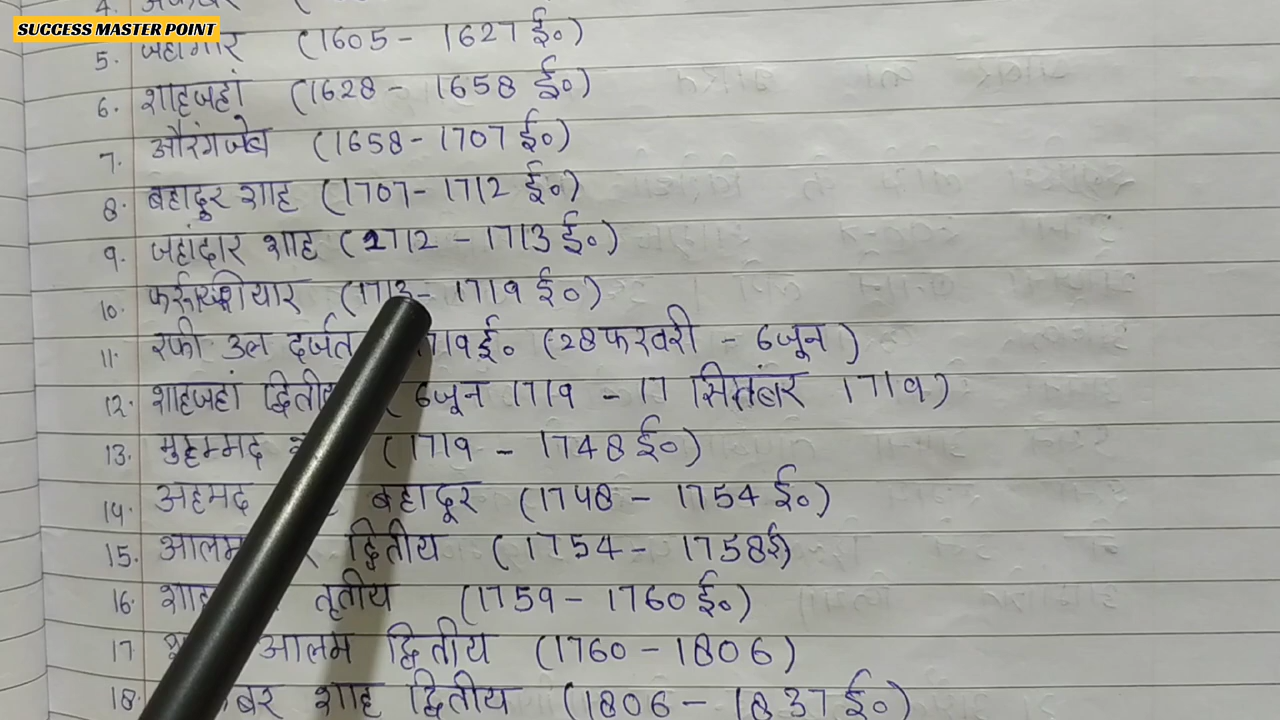 SUCCESS MASTER POINT
4.
5. जहांगीर (1605 - 1627 ई०)
6. शाहजहां (1628 - 1658 ई०)
7. औरंगजेब (1658 - 1707 ई०)
8. बहादुर शाह (1707 - 1712 ई०)
9. जहांदार शाह (1712 - 1713 ई०)
10. (1713 - 1719 ई०)
11. रफी उल दर्जत 1719 ई० (28 फरवरी - 6 जून)
12. शाहजहां द्वितीय (6 जून 1719 - 17 सितंबर 1719)
13. मुहम्मद (1719 - 1748 ई०)
14. अहमद बहादूर (1748 - 1754 ई०)
15. आलम द्वितीय (1754 - 1758 ई)
16. तृतीय (1759 - 1760 ई०)
17 आलम द्वितीय (1760 - 1806)
18. शाह द्वितीय (1806 - 1837 ई०)